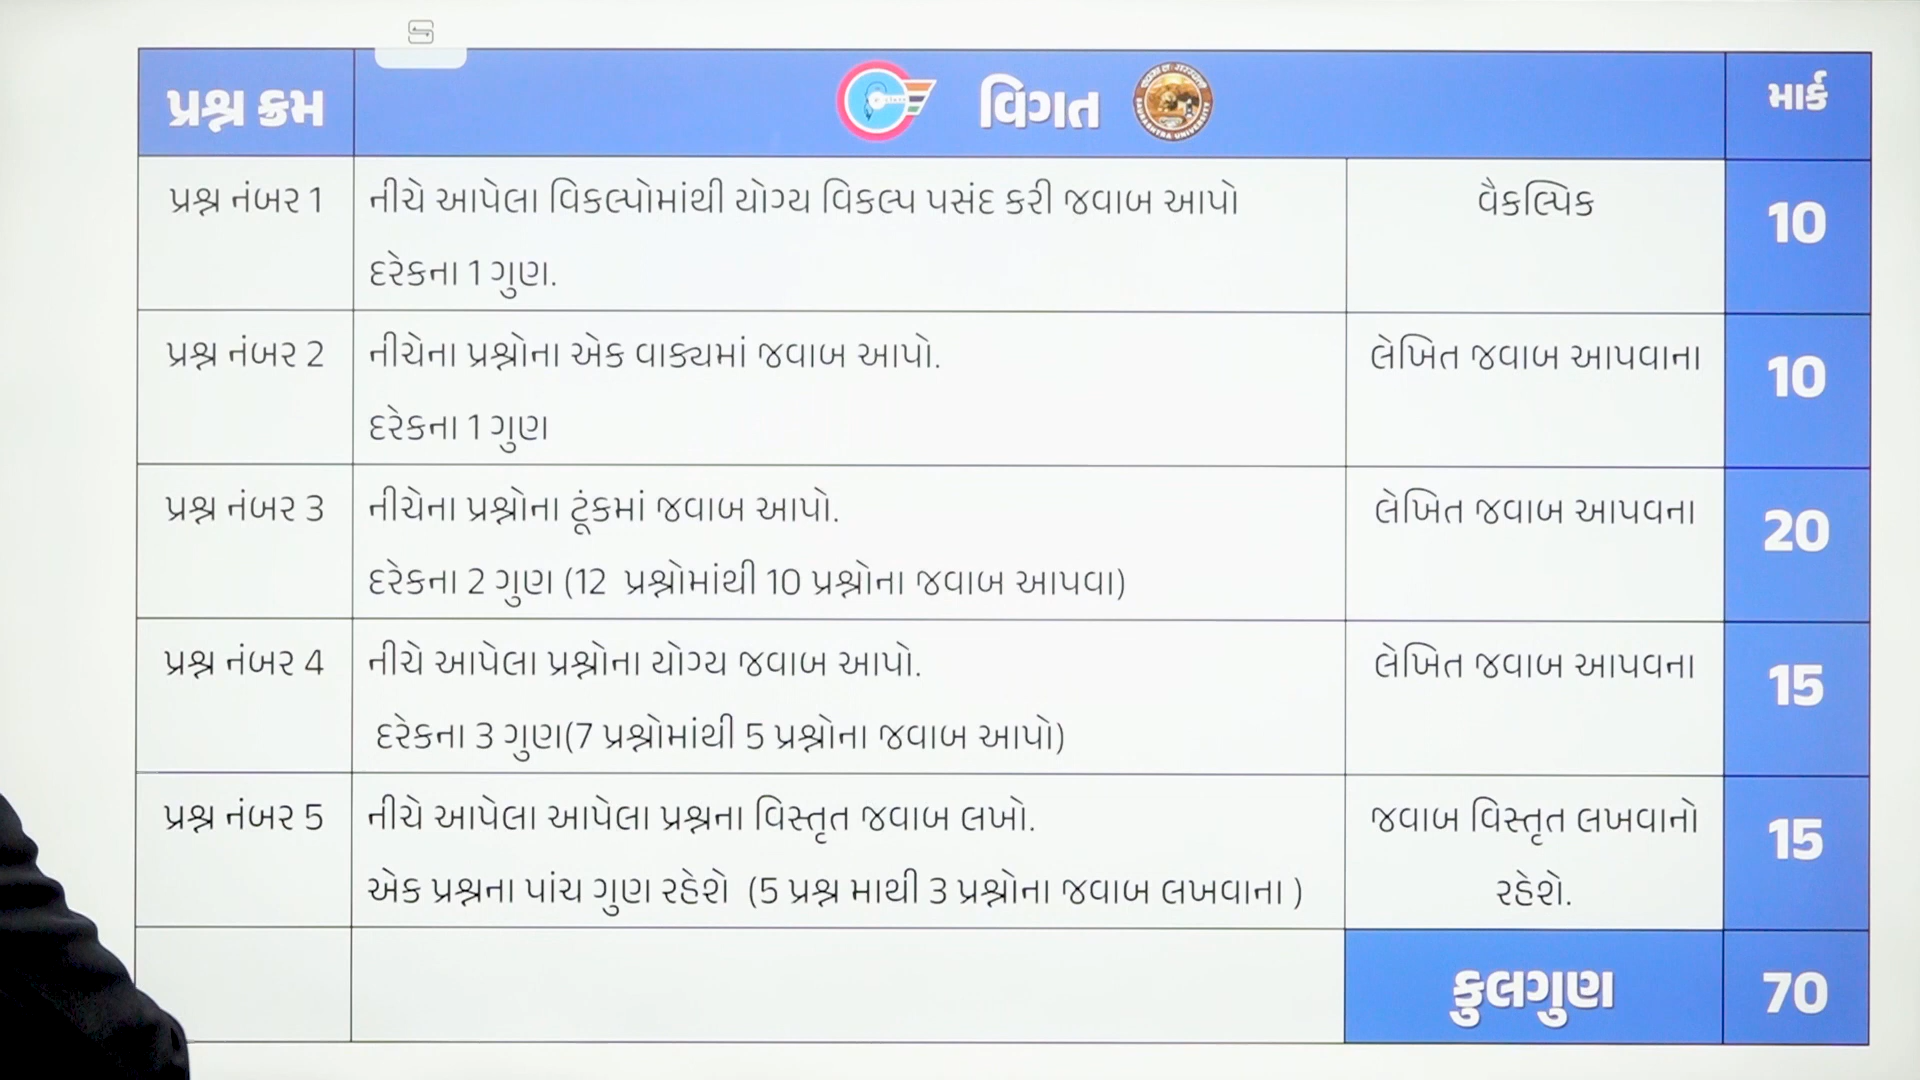 પ્રશ્ન ક્રમ
વિગત
SAURASHTRA UNIVERSITY
માર્ક
પ્રશ્ન નંબર 1
નીચે આપેલા વિકલ્પોમાંથી યોગ્ય વિકલ્પ પસંદ કરી જવાબ આપો
દરેકના 1 ગુણ.
વૈકલ્પિક
10
પ્રશ્ન નંબર 2
નીચેના પ્રશ્નોના એક વાક્યમાં જવાબ આપો.
દરેકના 1 ગુણ
લેખિત જવાબ આપવાના
10
પ્રશ્ન નંબર 3
નીચેના પ્રશ્નોના ટૂંકમાં જવાબ આપો.
દરેકના 2 ગુણ (12 પ્રશ્નોમાંથી 10 પ્રશ્નોના જવાબ આપવા)
લેખિત જવાબ આપવના
20
પ્રશ્ન નંબર 4
નીચે આપેલા પ્રશ્નોના યોગ્ય જવાબ આપો.
દરેકના 3 ગુણ(7 પ્રશ્નોમાંથી 5 પ્રશ્નોના જવાબ આપો)
લેખિત જવાબ આપવના
15
પ્રશ્ન નંબર 5
નીચે આપેલા આપેલા પ્રશ્નના વિસ્તૃત જવાબ લખો.
એક પ્રશ્નના પાંચ ગુણ રહેશે (5 પ્રશ્ન માથી 3 પ્રશ્નોના જવાબ લખવાના )
જવાબ વિસ્તૃત લખવાનો
રહેશે.
15
કુલગુણ
70